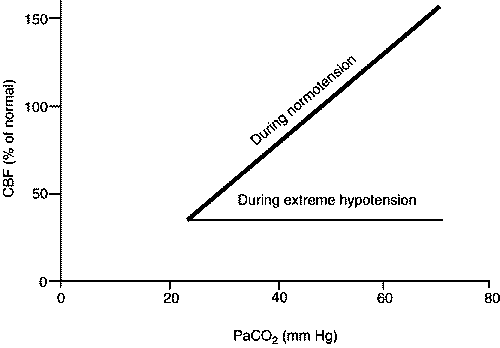 150
100
50
0
CBF (% of normal)
During normotension
During extreme hypotension
0 20 40 60 80
PaCO₂ (mm Hg)